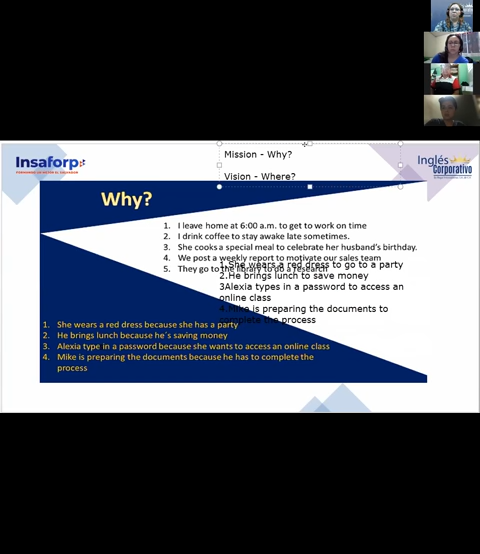 Mission - Why?
Vision - Where?
Insaforp
Inglés
Corporativo
Why?
1. I leave home at 6:00 a.m. to get to work on time
2. I drink coffee to stay awake late sometimes.
3. She cooks a special meal to celebrate her husband's birthday.
4. We post a weekly report to motivate our sales team
5. They go to the library to do a research
1.She wears a red dress to go to a party
2.He brings lunch to save money
3Alexia types in a password to access an
online class
4.Mike is preparing the documents to
complete the process
1. She wears a red dress because she has a party
2. He brings lunch because he´s saving money
3. Alexia type in a password because she wants to access an online class
4. Mike is preparing the documents because he has to complete the
process